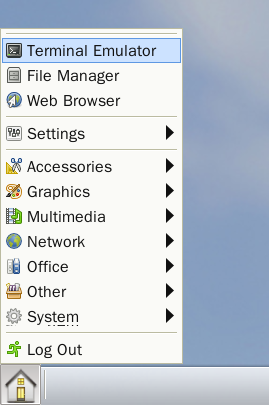 Terminal Emulator
File Manager
Web Browser
Settings
Accessories
Graphics
Multimedia
Network
Office
Other
System
Log Out